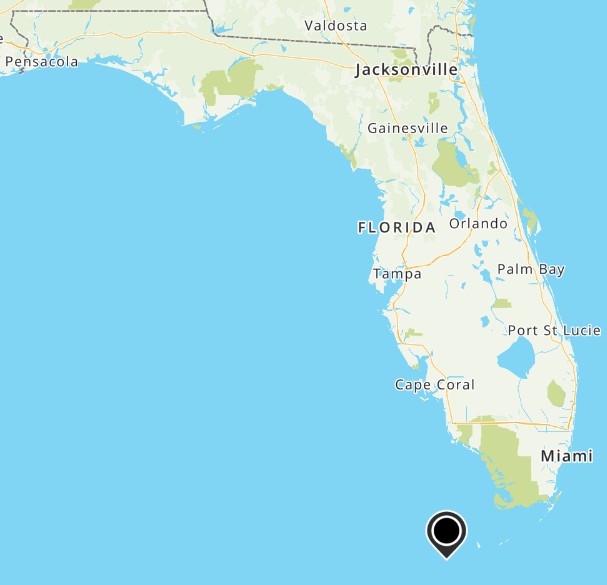 Valdosta
e
Pensacola
Jacksonville
Gainesville
FLORIDA
Orlando
Tampa
Palm Bay
Port St Lucie
Cape Coral
Miami